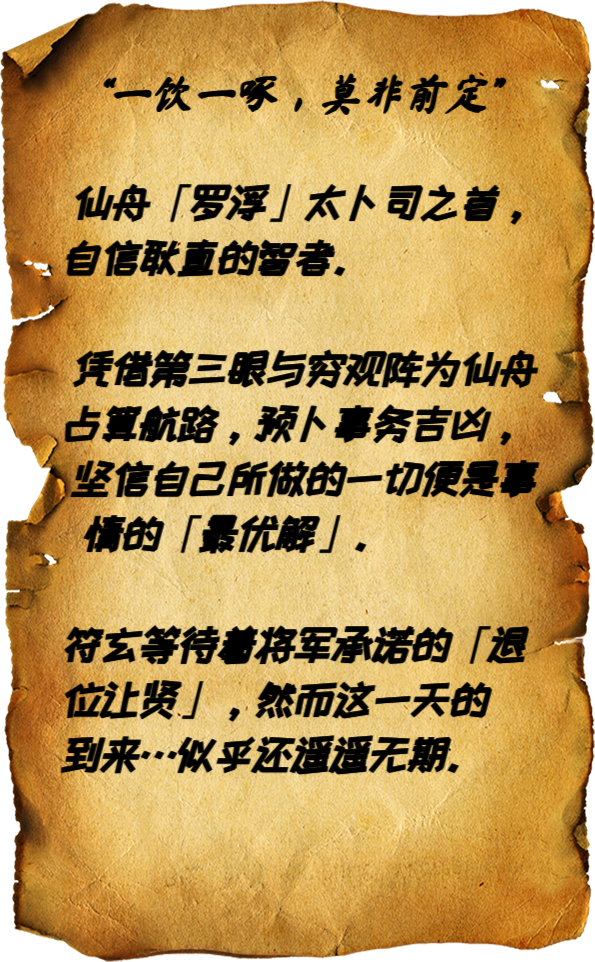 “一饮一啄，莫非前定”
仙舟「罗浮」太卜司之首，
自信耿直的智者.
凭借第三眼与穷观阵为仙舟
占算航路，预卜事务吉凶，
坚信自己所做的一切便是事
情的「最优解」.
符玄等待着将军承诺的「退
位让贤」，然而这一天的
到来…似乎还遥遥无期.